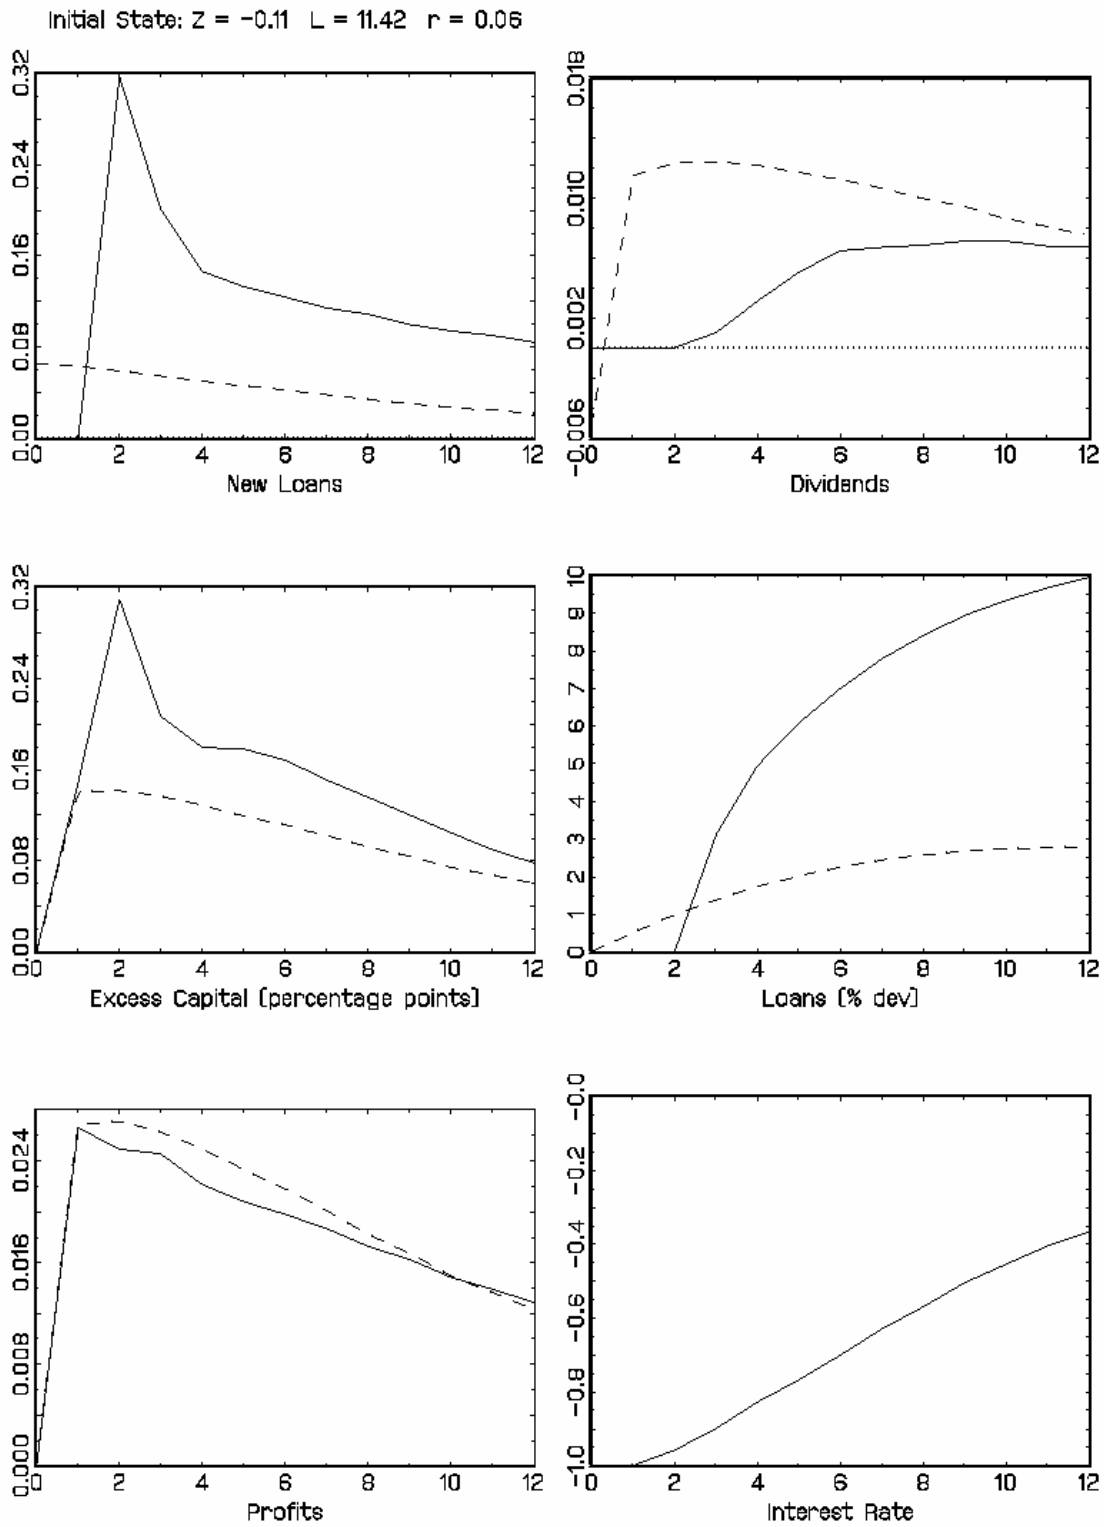 Initial State: Z = -0.11 L = 11.42 r = 0.06
0.32
0.24
0.16
0.08
0.00
0 2 4 6 8 10 12
New Loans
0.018
0.010
0.002
-0.006
0 2 4 6 8 10 12
Dividends
0.32
0.24
0.16
0.08
0.00
0 2 4 6 8 10 12
Excess Capital (percentage points)
10
9
8
7
6
5
4
3
2
1
0
0 2 4 6 8 10 12
Loans (% dev)
0.024
0.016
0.008
0.000
0 2 4 6 8 10 12
Profits
-0.0
-0.2
-0.4
-0.6
-0.8
-1.0
0 2 4 6 8 10 12
Interest Rate